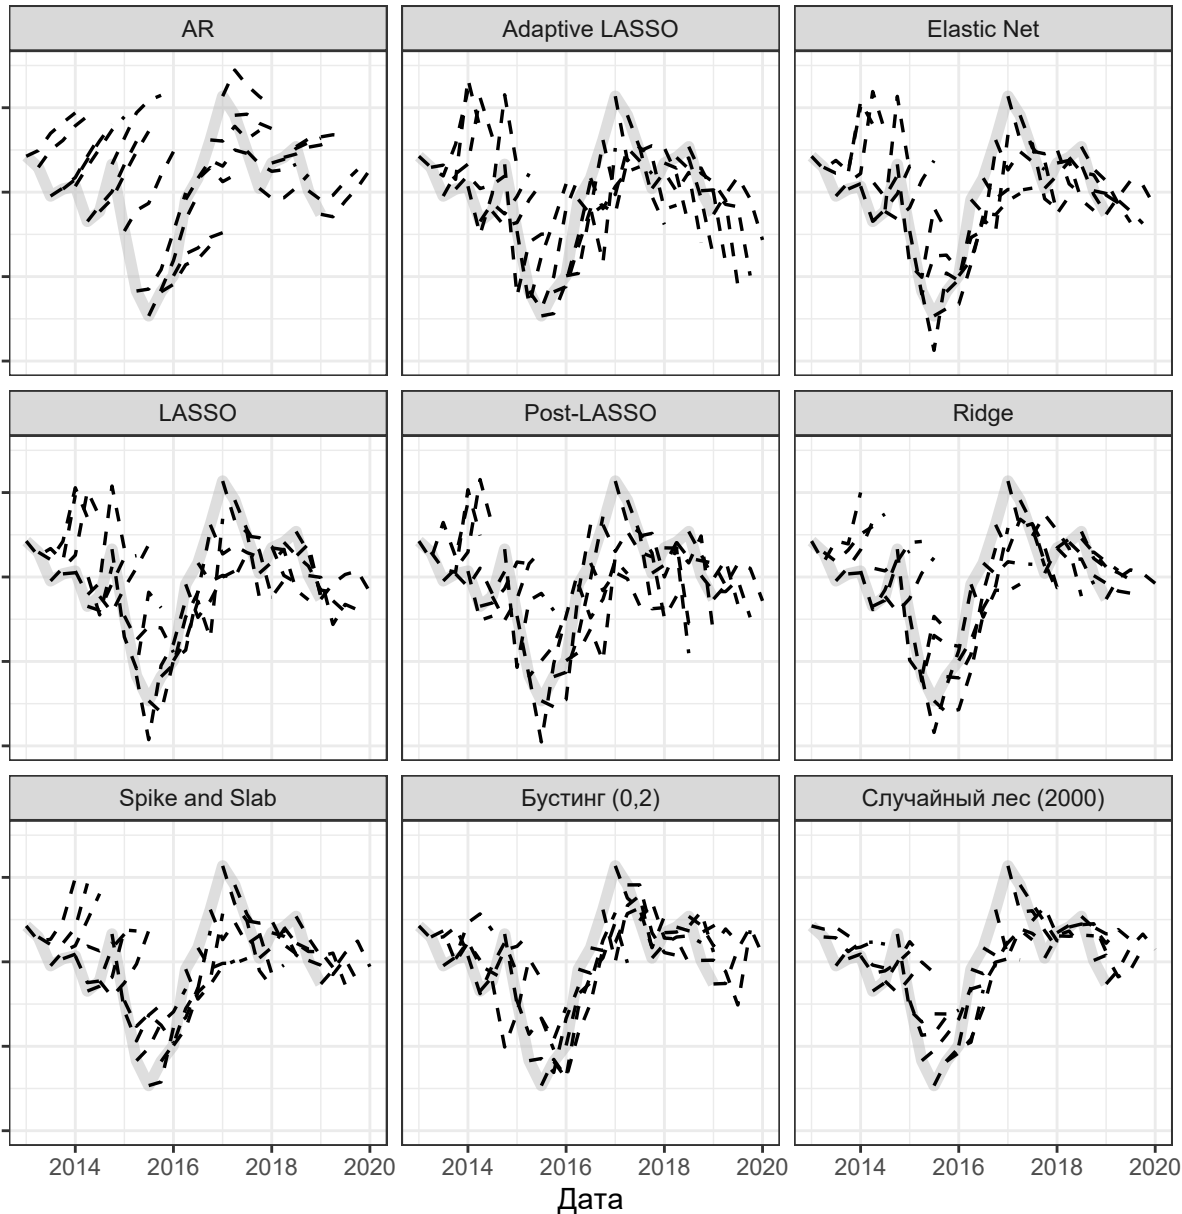 AR Adaptive LASSO Elastic Net
LASSO Post-LASSO Ridge
Spike and Slab Бустинг (0,2) Случайный лес (2000)
2014 2016 2018 2020 2014 2016 2018 2020 2014 2016 2018 2020
Дата